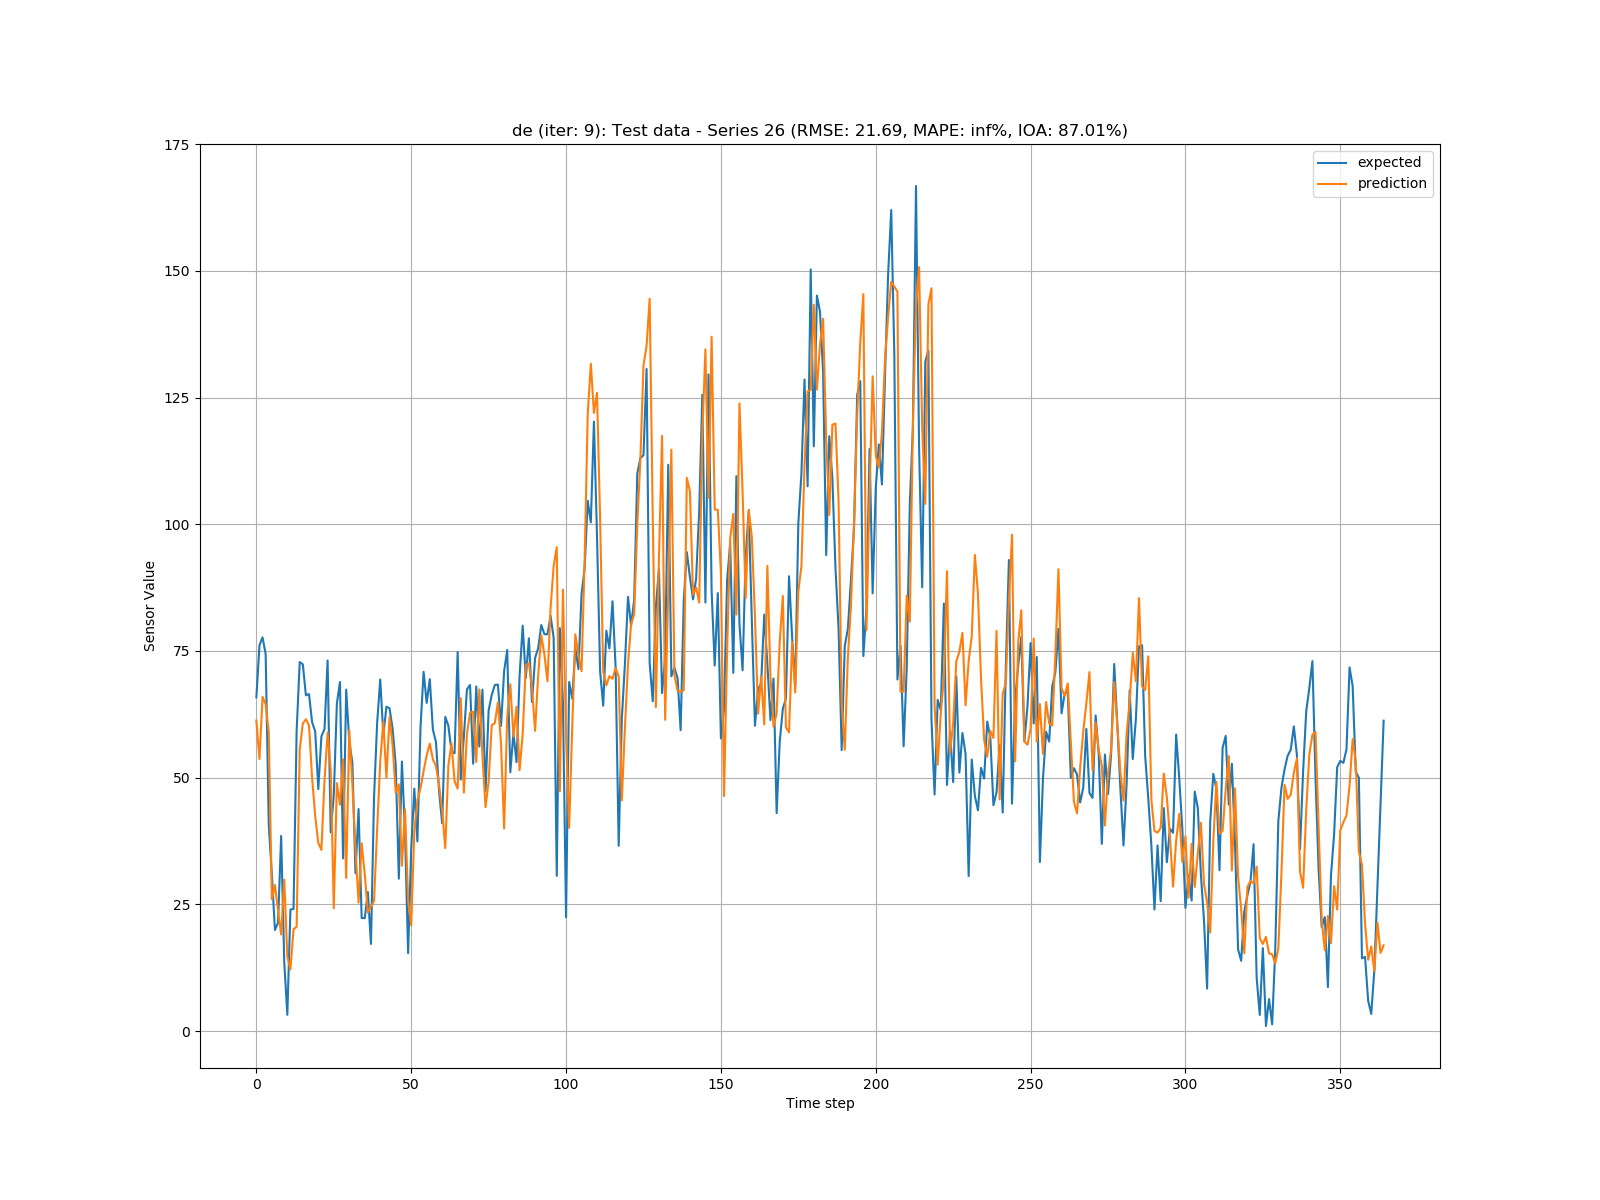 de (iter: 9): Test data - Series 26 (RMSE: 21.69, MAPE: inf%, IOA: 87.01%)
175
150
125
100
75
50
25
0
Sensor Value
expected
prediction
0 50 100 150 200 250 300 350
Time step